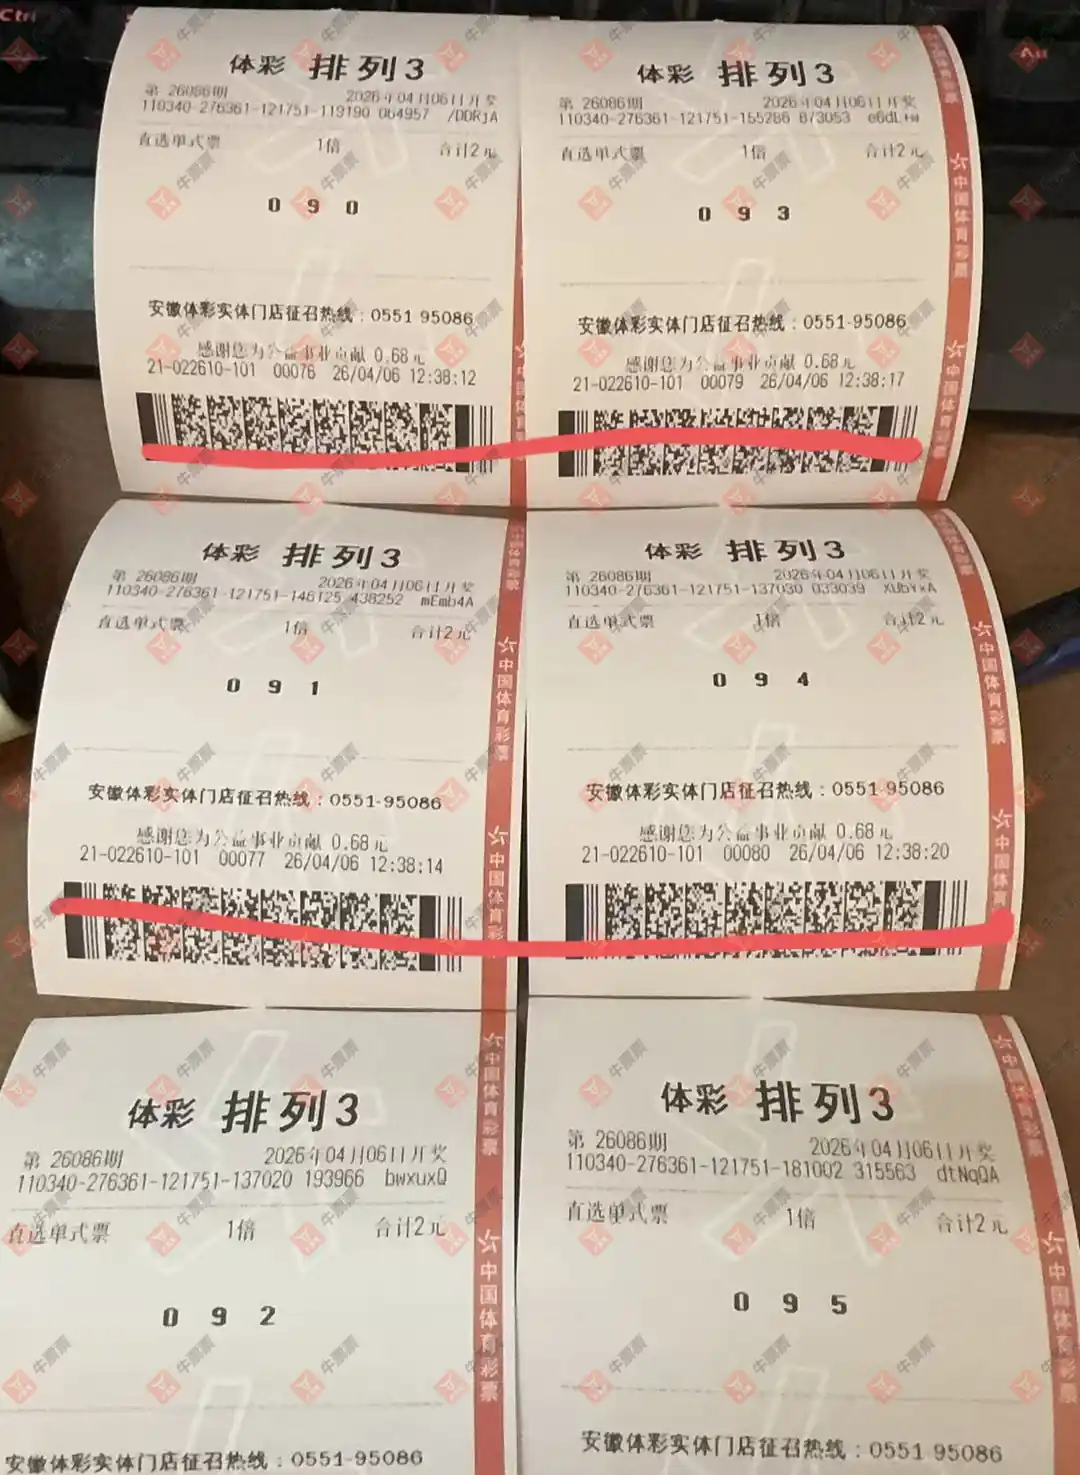 体彩 排列3
第 26086期 2026年04月06日开奖
110340-276361-121751-119190 064957 /DDRjA
直选单式票 1倍 合计2元
0 9 0
安徽体彩实体门店征召热线：0551 95086
感谢您为公益事业贡献 0.68元
21-022610-101 00076 26/04/06 12:38:12
体彩 排列3
第 26086期 2026年04月06日开奖
110340-276361-121751-155286 873053
直选单式票 1倍 合计2元
0 9 3
安徽体彩实体门店征召热线：0551-95086
感谢您为公益事业贡献 0.68元
21-022610-101 00079 26/04/06 12:38:17
体彩 排列3
第 26086期 2026年04月06日开奖
110340-276361-121751-146125 438252 mEmb4A
直选单式票 1倍 合计2元
0 9 1
安徽体彩实体门店征召热线：0551-95086
感谢您为公益事业贡献 0.68元
21-022610-101 00077 26/04/06 12:38:14
体彩 排列3
第 26086期 2026年04月06日开奖
110340-276361-121751-137030 033039
直选单式票 1倍 合计2元
0 9 4
安徽体彩实体门店征召热线：0551-95086
感谢您为公益事业贡献 0.68元
21-022610-101 00080 26/04/06 12:38:20
体彩 排列3
第 26086期 2026年04月06日开奖
110340-276361-121751-137020 193966 bwxuxQ
直选单式票 1倍 合计2元
0 9 2
安徽体彩实体门店征召热线：0551-95086
体彩 排列3
第 26086期 2026年04月06日开奖
110340-276361-121751-181002 315563 dtNqQA
直选单式票 1倍 合计2元
0 9 5
安徽体彩实体门店征召热线：0551 95086
中国体育彩票
牛票票